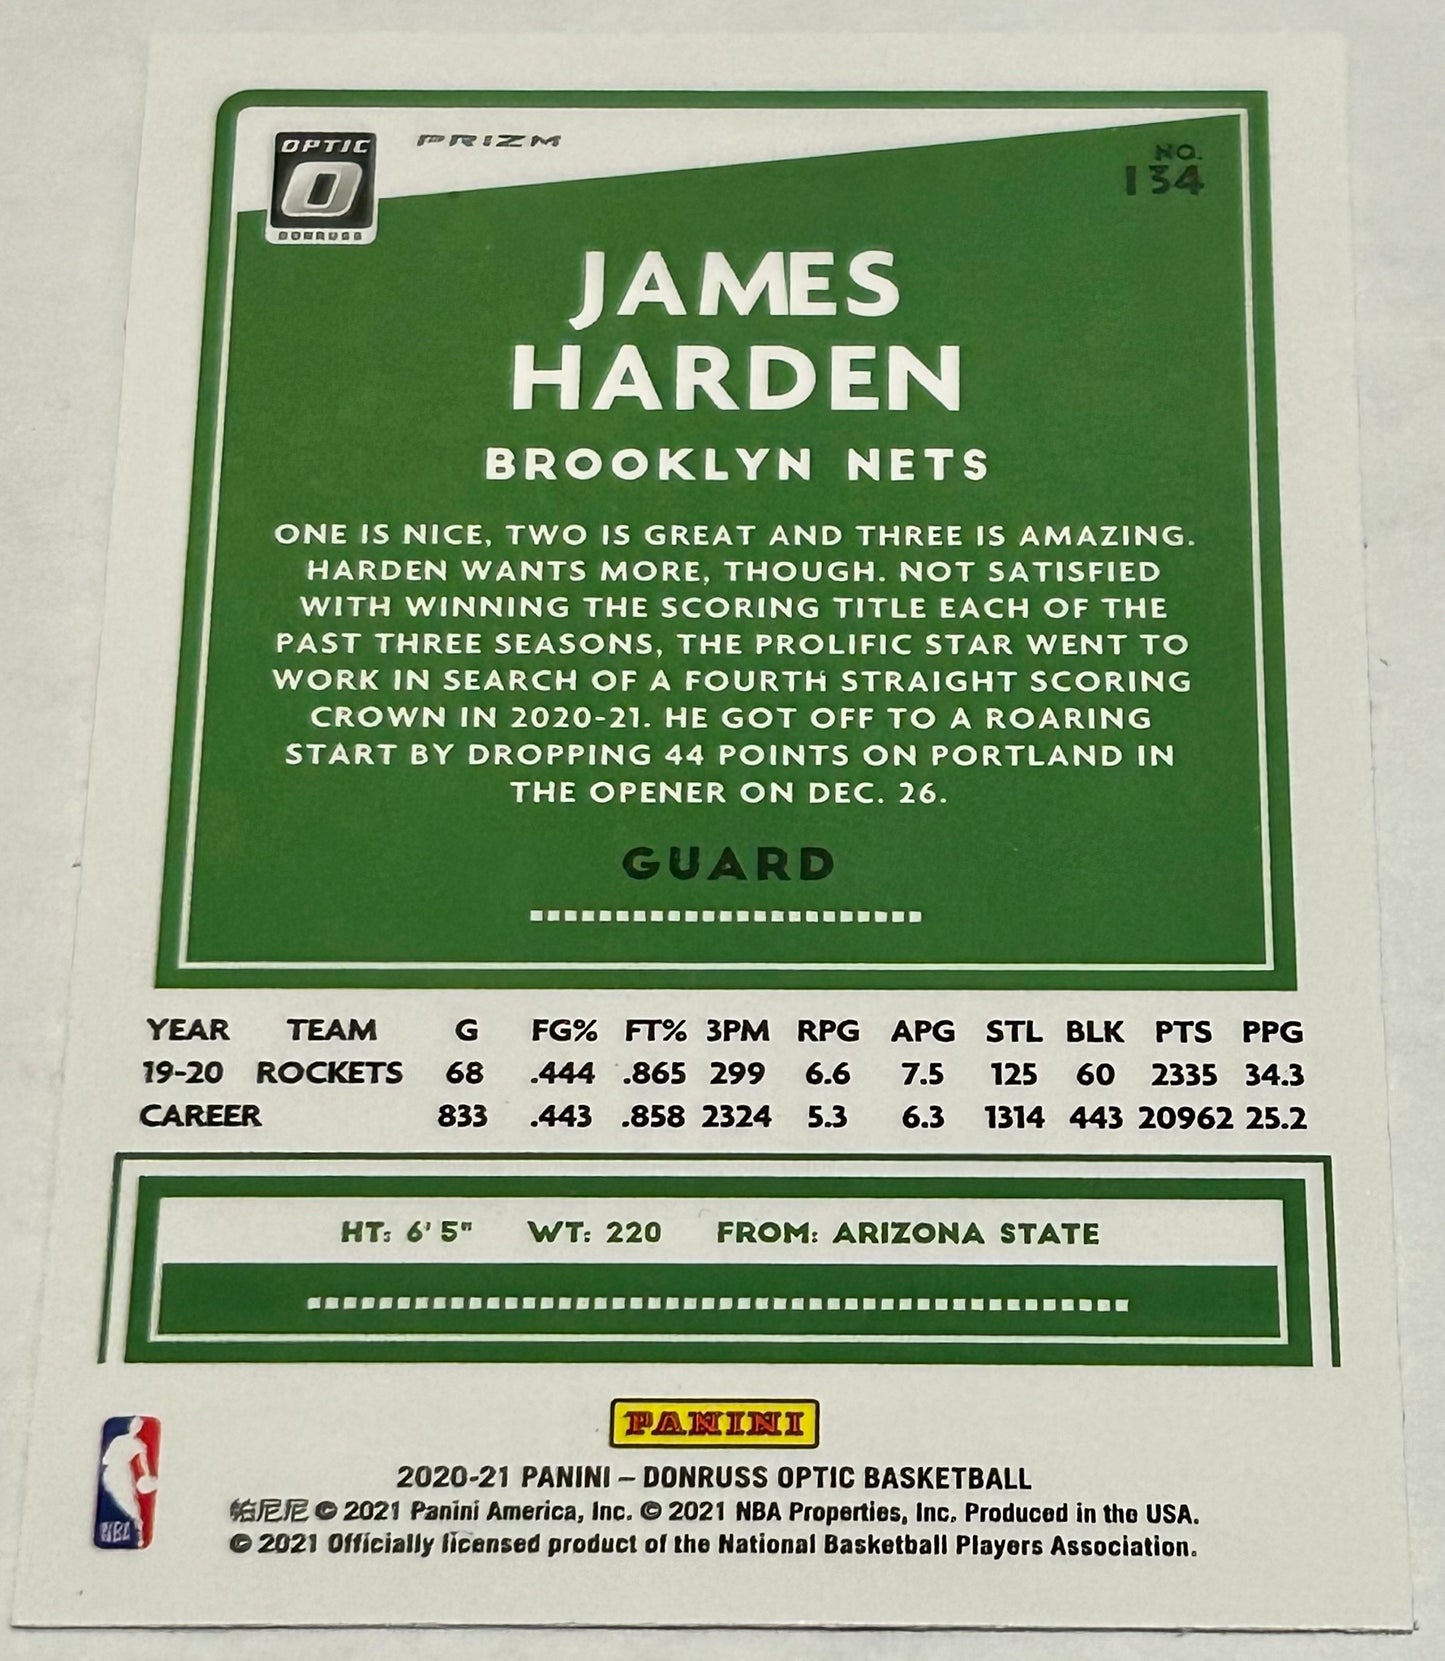 OPTIC
DONRUSS
PRIZM
NO.
134
JAMES
HARDEN
BROOKLYN NETS
ONE IS NICE, TWO IS GREAT AND THREE IS AMAZING.
HARDEN WANTS MORE, THOUGH. NOT SATISFIED
WITH WINNING THE SCORING TITLE EACH OF THE
PAST THREE SEASONS, THE PROLIFIC STAR WENT TO
WORK IN SEARCH OF A FOURTH STRAIGHT SCORING
CROWN IN 2020-21. HE GOT OFF TO A ROARING
START BY DROPPING 44 POINTS ON PORTLAND IN
THE OPENER ON DEC. 26.
GUARD
YEAR TEAM G FG% FT% 3PM RPG APG STL BLK PTS PPG
19-20 ROCKETS 68 .444 .865 299 6.6 7.5 125 60 2335 34.3
CAREER 833 .443 .858 2324 5.3 6.3 1314 443 20962 25.2
HT: 6' 5" WT: 220 FROM: ARIZONA STATE
PANINI
NBA
2020-21 PANINI – DONRUSS OPTIC BASKETBALL
帕尼尼 © 2021 Panini America, Inc. © 2021 NBA Properties, Inc. Produced in the USA.
© 2021 Officially licensed product of the National Basketball Players Association.